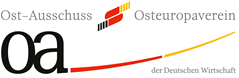 Ost-Ausschuss Osteuropaverein
oa
der Deutschen Wirtschaft